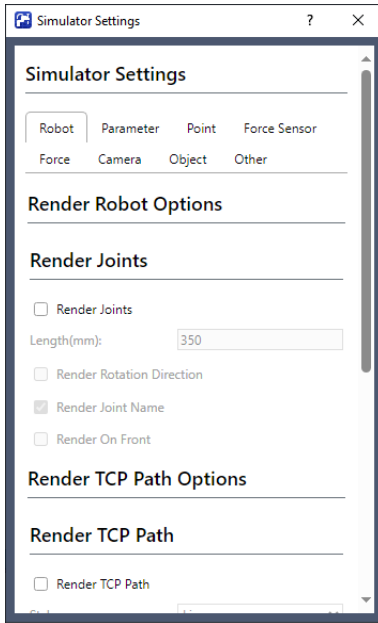 Simulator Settings ?
Simulator Settings
Robot Parameter Point Force Sensor
Force Camera Object Other
Render Robot Options
Render Joints
Render Joints
Length(mm): 350
Render Rotation Direction
Render Joint Name
Render On Front
Render TCP Path Options
Render TCP Path
Render TCP Path